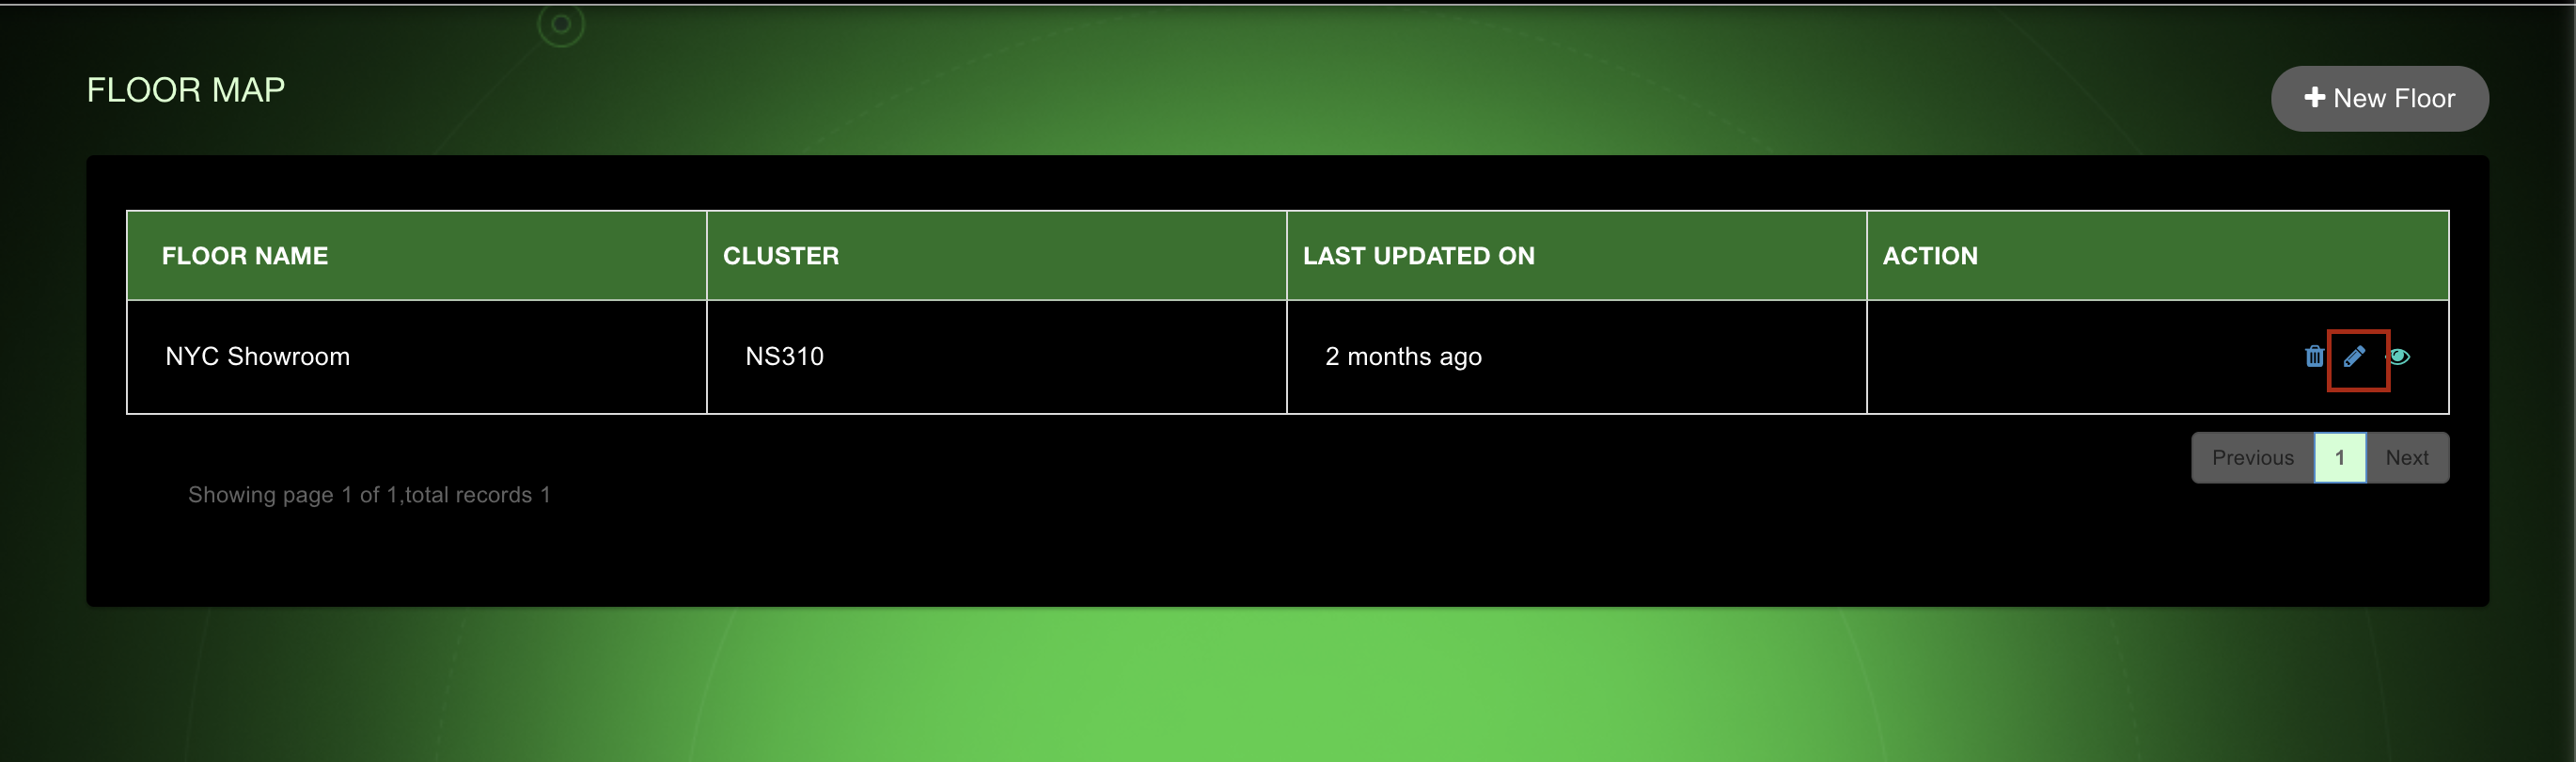 FLOOR MAP
New Floor
FLOOR NAME CLUSTER LAST UPDATED ON ACTION
NYC Showroom NS310 2 months ago
Previous 1 Next
Showing page 1 of 1,total records 1